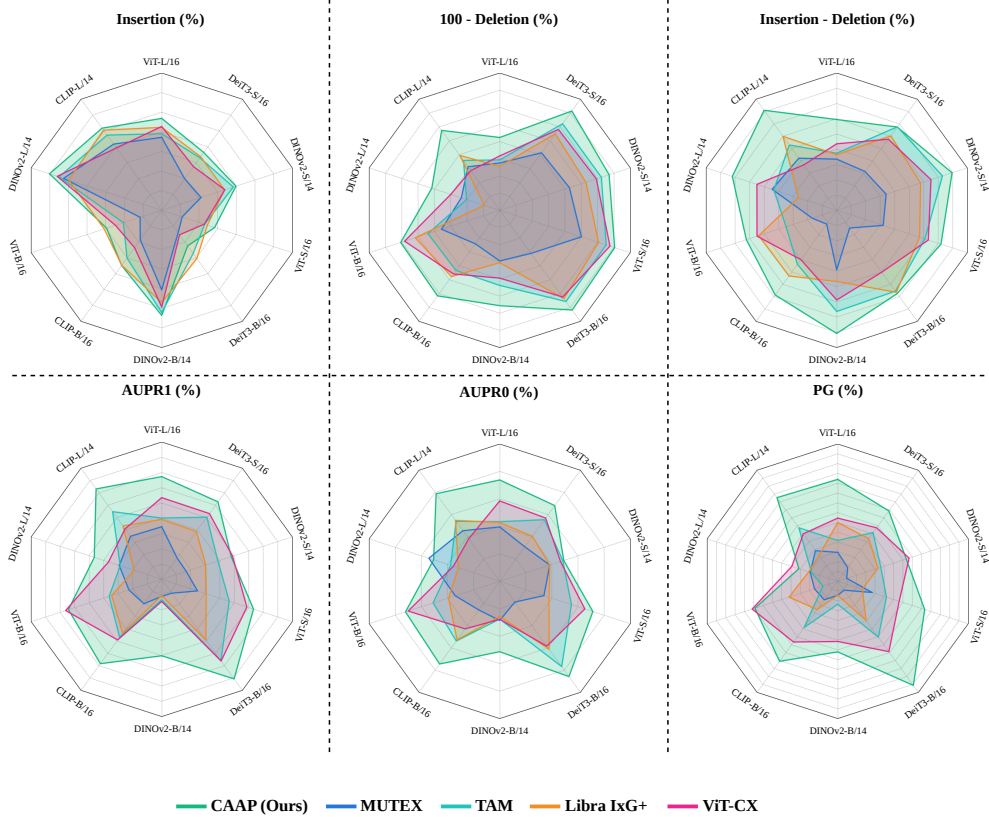 Insertion (%)
100 - Deletion (%)
Insertion - Deletion (%)
ViT-L/16
DeiT3-S/16
DINOv2-S/14
ViT-S/16
DeiT3-B/16
DINOv2-B/14
CLIP-B/16
ViT-B/16
DINOv2-L/14
CLIP-L/14
ViT-L/16
DeiT3-S/16
DINOv2-S/14
ViT-S/16
DeiT3-B/16
DINOv2-B/14
CLIP-B/16
ViT-B/16
DINOv2-L/14
CLIP-L/14
ViT-L/16
DeiT3-S/16
DINOv2-S/14
ViT-S/16
DeiT3-B/16
DINOv2-B/14
CLIP-B/16
ViT-B/16
DINOv2-L/14
CLIP-L/14
AUPR1 (%)
AUPR0 (%)
PG (%)
ViT-L/16
DeiT3-S/16
DINOv2-S/14
ViT-S/16
DeiT3-B/16
DINOv2-B/14
CLIP-B/16
ViT-B/16
DINOv2-L/14
CLIP-L/14
ViT-L/16
DeiT3-S/16
DINOv2-S/14
ViT-S/16
DeiT3-B/16
DINOv2-B/14
CLIP-B/16
ViT-B/16
DINOv2-L/14
CLIP-L/14
ViT-L/16
DeiT3-S/16
DINOv2-S/14
ViT-S/16
DeiT3-B/16
DINOv2-B/14
CLIP-B/16
ViT-B/16
DINOv2-L/14
CLIP-L/14
CAAP (Ours) MUTEX TAM Libra IxG+ ViT-CX